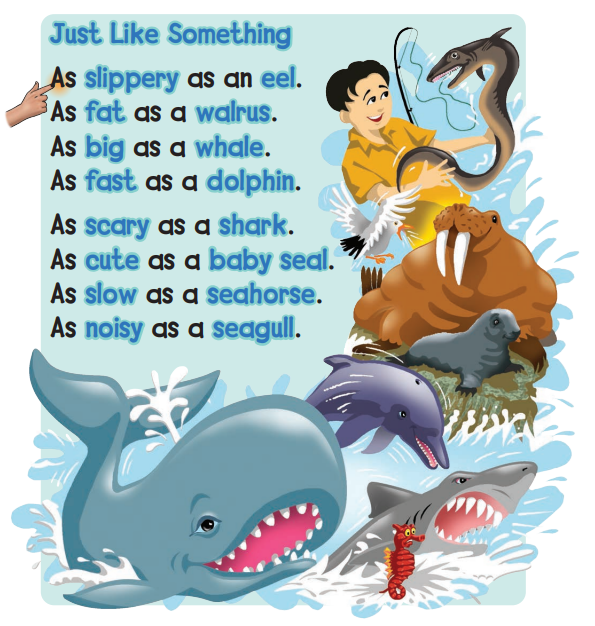 Just Like Something
As slippery as an eel.
As fat as a walrus.
As big as a whale.
As fast as a dolphin.
As scary as a shark.
As cute as a baby seal.
As slow as a seahorse.
As noisy as a seagull.